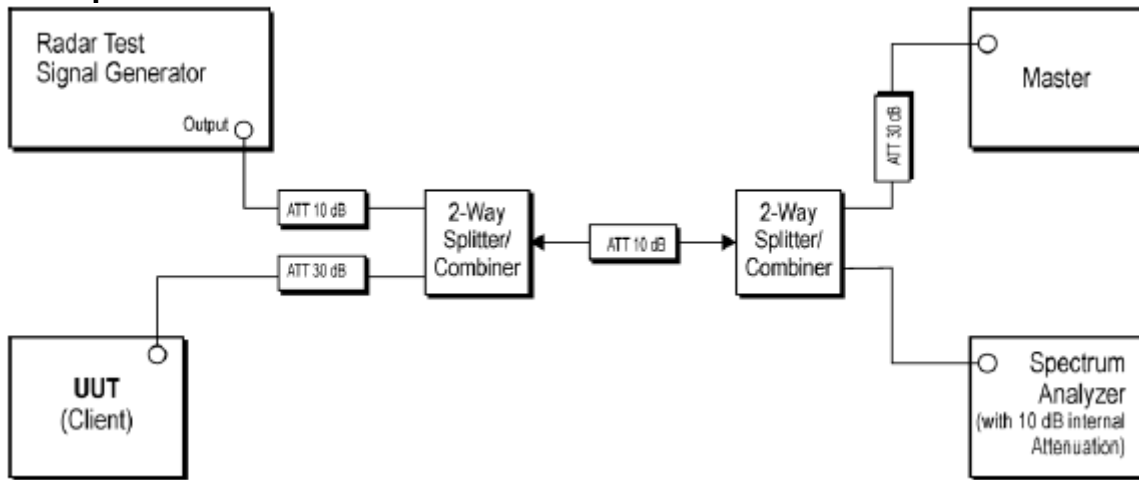 Radar Test
Signal Generator
Output
ATT 10 dB
ATT 30 dB
2-Way
Splitter/
Combiner
ATT 10 dB
2-Way
Splitter/
Combiner
ATT 30 dB
Master
UUT
(Client)
Spectrum
Analyzer
(with 10 dB internal
Attenuation)